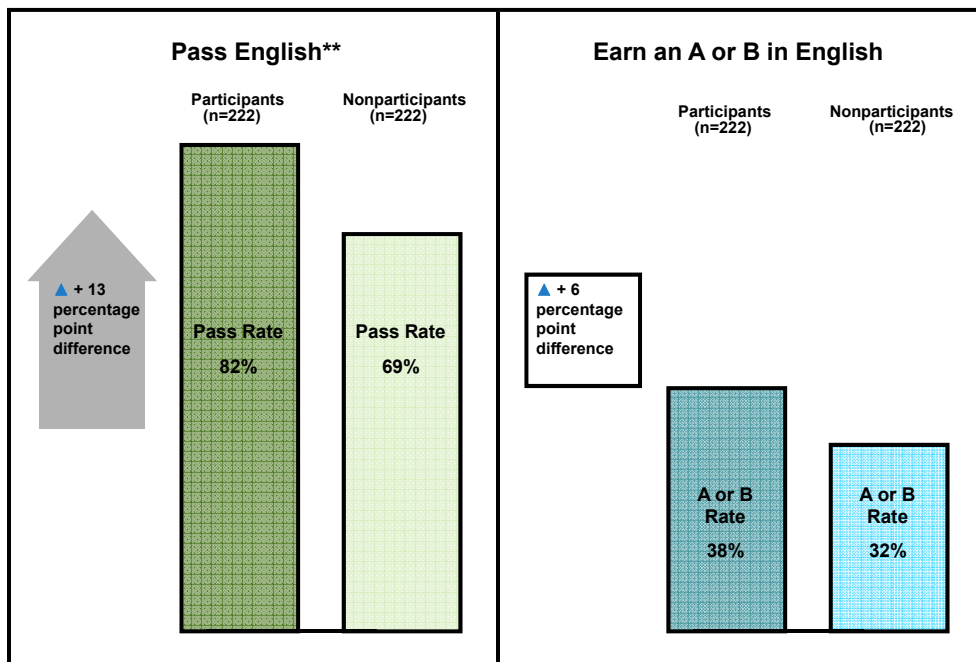 Pass English**
Participants
(n=222)
Nonparticipants
(n=222)
▲ + 13
percentage
point
difference
Pass Rate
82%
Pass Rate
69%
Earn an A or B in English
Participants
(n=222)
Nonparticipants
(n=222)
▲ + 6
percentage
point
difference
A or B
Rate
38%
A or B
Rate
32%